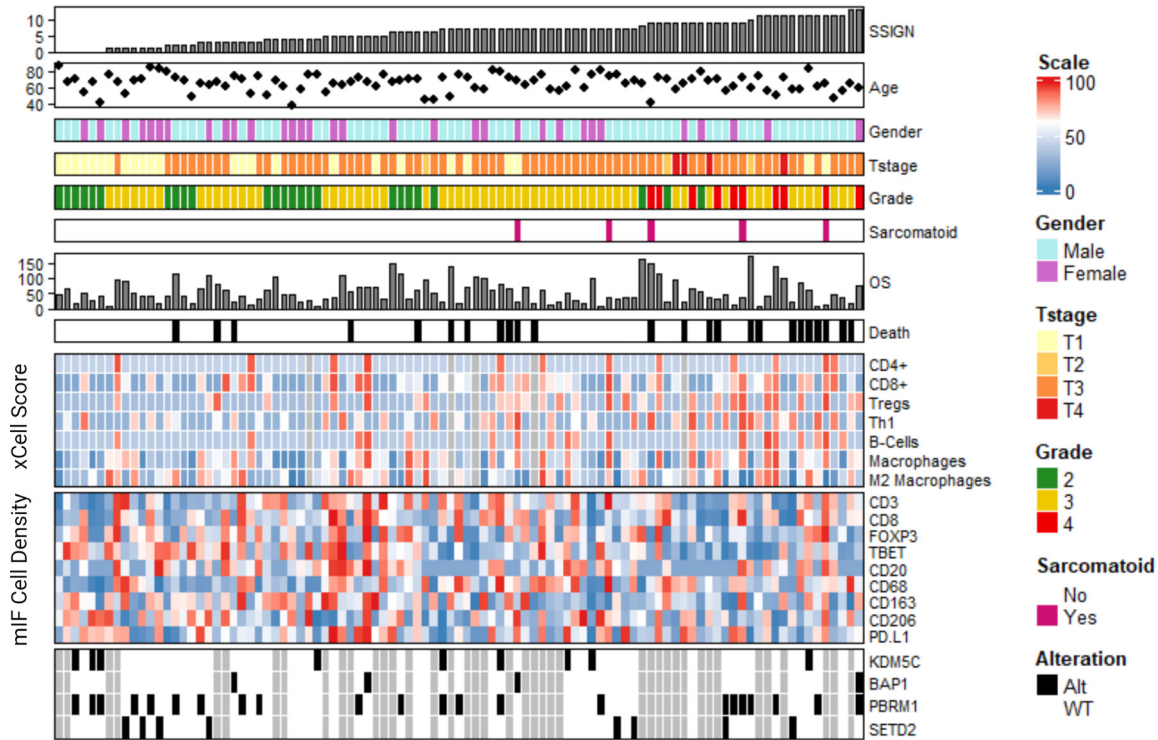 10
5
0
SSIGN
80
60
40
Age
Gender
Tstage
Grade
Sarcomatoid
150
100
50
0
OS
Death
xCell Score
CD4+
CD8+
Tregs
Th1
B-Cells
Macrophages
M2 Macrophages
mIF Cell Density
CD3
CD8
FOXP3
TBET
CD20
CD68
CD163
CD206
PD.L1
KDM5C
BAP1
PBRM1
SETD2
Scale
100
50
0
Gender
Male
Female
Tstage
T1
T2
T3
T4
Grade
2
3
4
Sarcomatoid
No
Yes
Alteration
Alt
WT